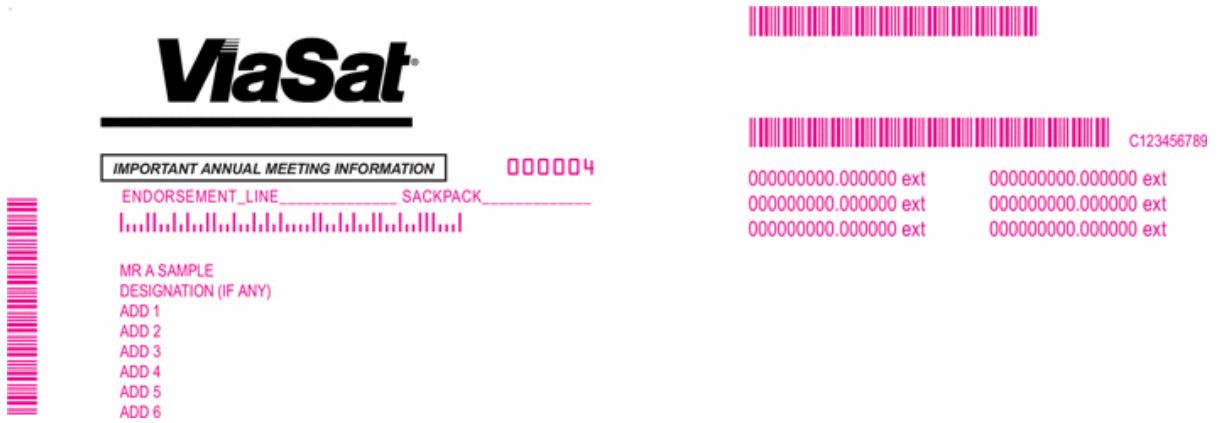 ViaSat®
C123456789
IMPORTANT ANNUAL MEETING INFORMATION
000004
ENDORSEMENT_LINE______________ SACKPACK_____________
000000000.000000 ext 000000000.000000 ext
000000000.000000 ext 000000000.000000 ext
000000000.000000 ext 000000000.000000 ext
MR A SAMPLE
DESIGNATION (IF ANY)
ADD 1
ADD 2
ADD 3
ADD 4
ADD 5
ADD 6